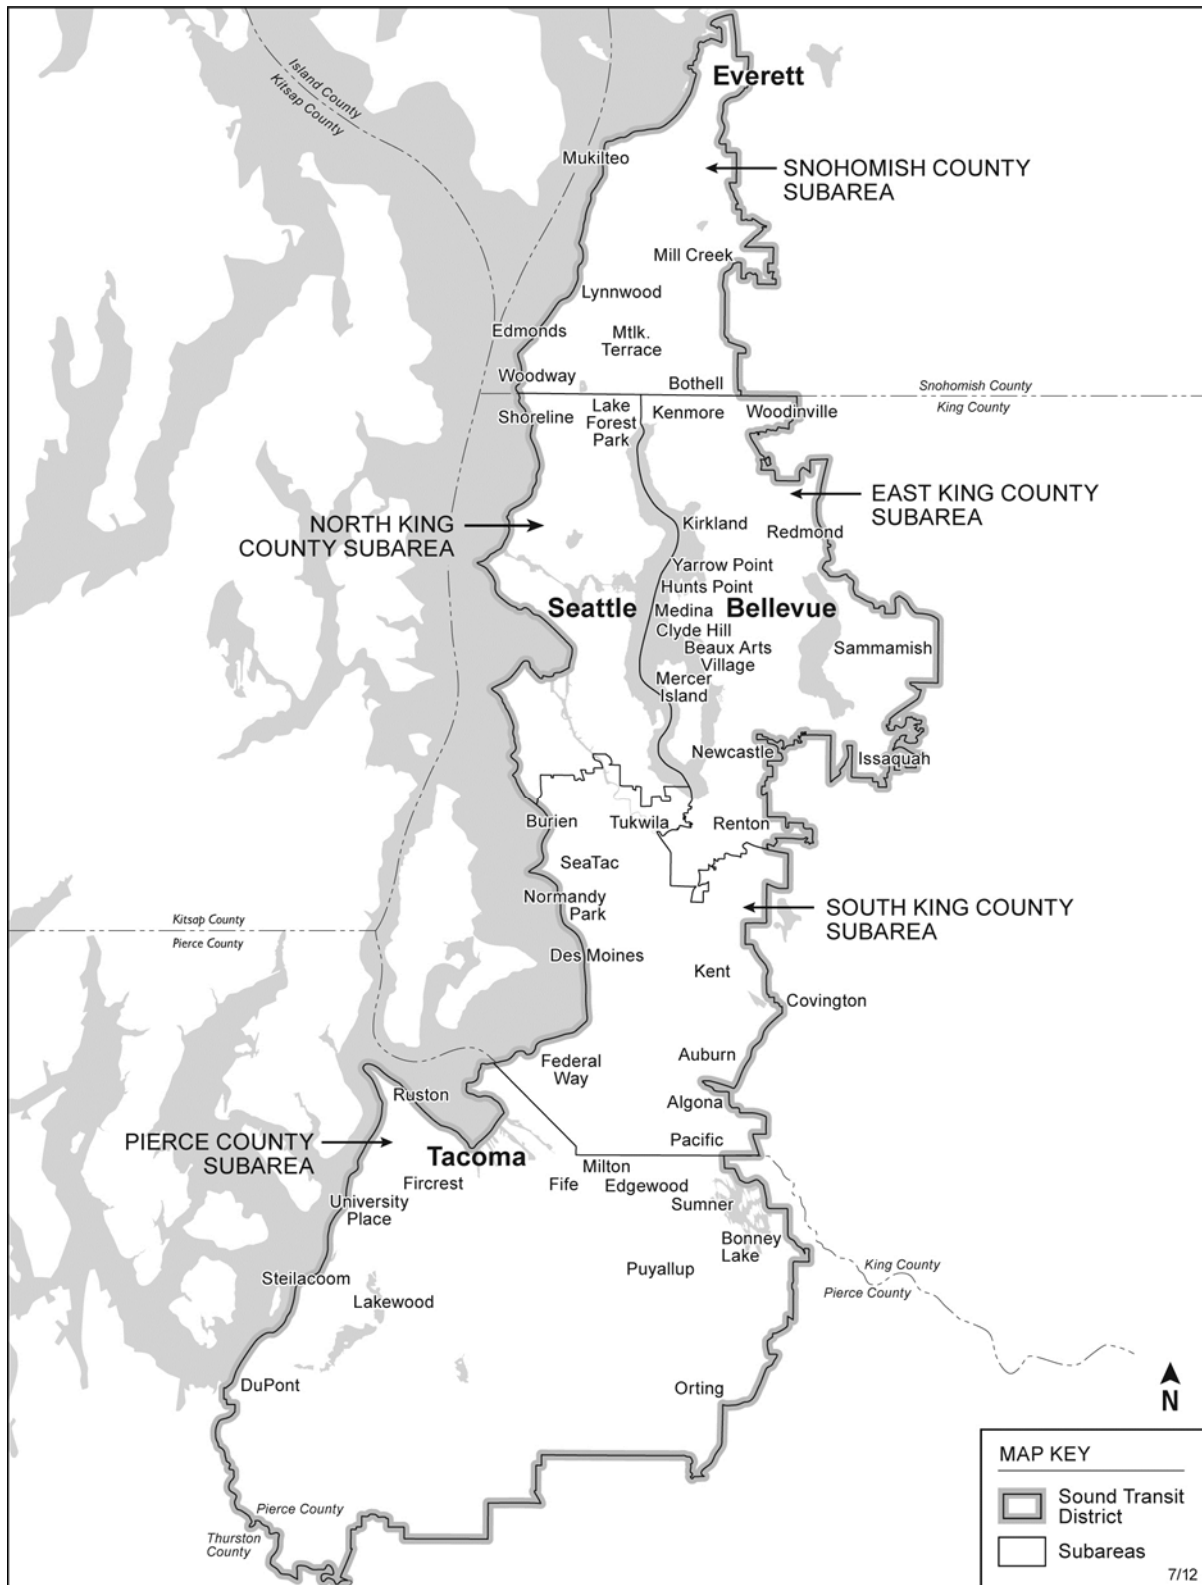 Everett
Island County
Kitsap County
Mukilteo
SNOHOMISH COUNTY
SUBAREA
Mill Creek
Lynnwood
Edmonds
Mtlk.
Terrace
Woodway
Bothell
Snohomish County
King County
Shoreline
Lake
Forest
Park
Kenmore
Woodinville
EAST KING COUNTY
SUBAREA
NORTH KING
COUNTY SUBAREA
Kirkland
Redmond
Yarrow Point
Hunts Point
Seattle
Medina
Bellevue
Clyde Hill
Beaux Arts
Village
Sammamish
Mercer
Island
Newcastle
Issaquah
Burien
Tukwila
Renton
SeaTac
Normandy
Park
SOUTH KING COUNTY
SUBAREA
Kitsap County
Pierce County
Des Moines
Kent
Covington
Federal
Way
Auburn
Ruston
Algona
PIERCE COUNTY
SUBAREA
Pacific
Tacoma
Milton
Fircrest
Fife
Edgewood
University
Place
Sumner
Bonney
Lake
Puyallup
King County
Pierce County
Steilacoom
Lakewood
DuPont
Orting
N
MAP KEY
Sound Transit
District
Subareas
Pierce County
Thurston
County
7/12